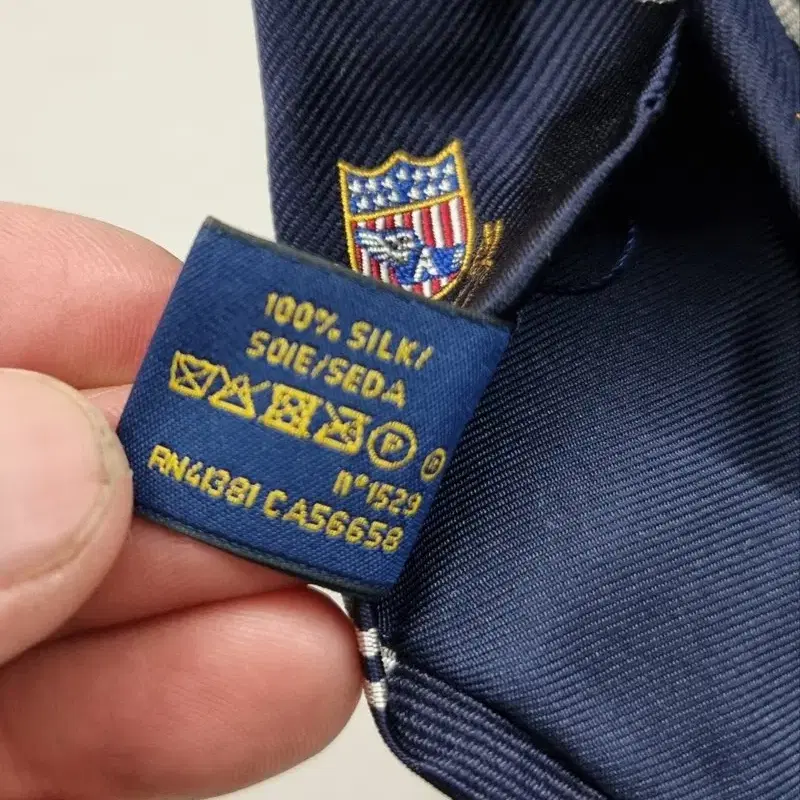 A
100% SILK/
SOIE/SEDA
P
n°1529
RN41381 CA56658